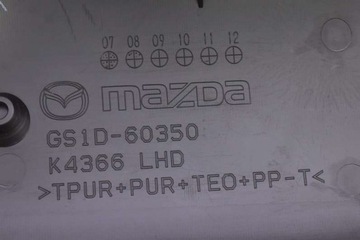 07 08 09 10 11 12
mazda
GS1D-60350
K4366 LHD
>TPUR+PUR+TEO+PP-T<